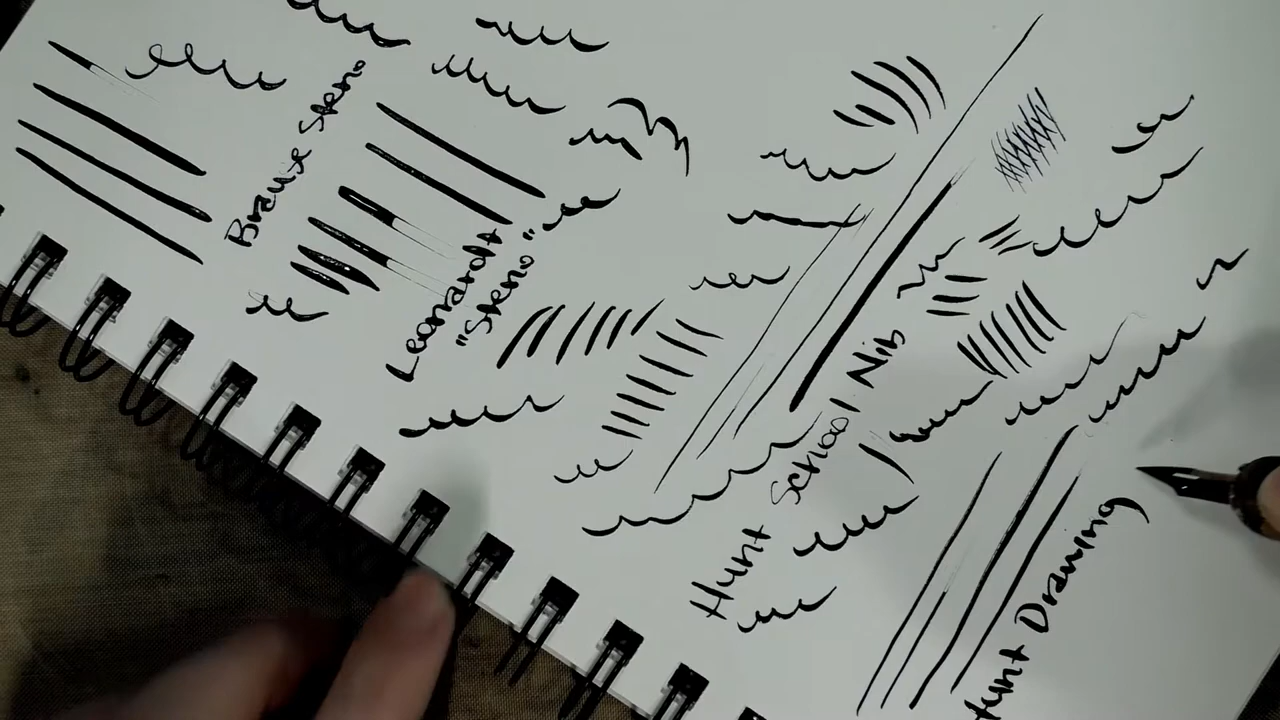 Brause Steno
Leonardt
"Steno"
Hunt School Nib
Hunt Drawing